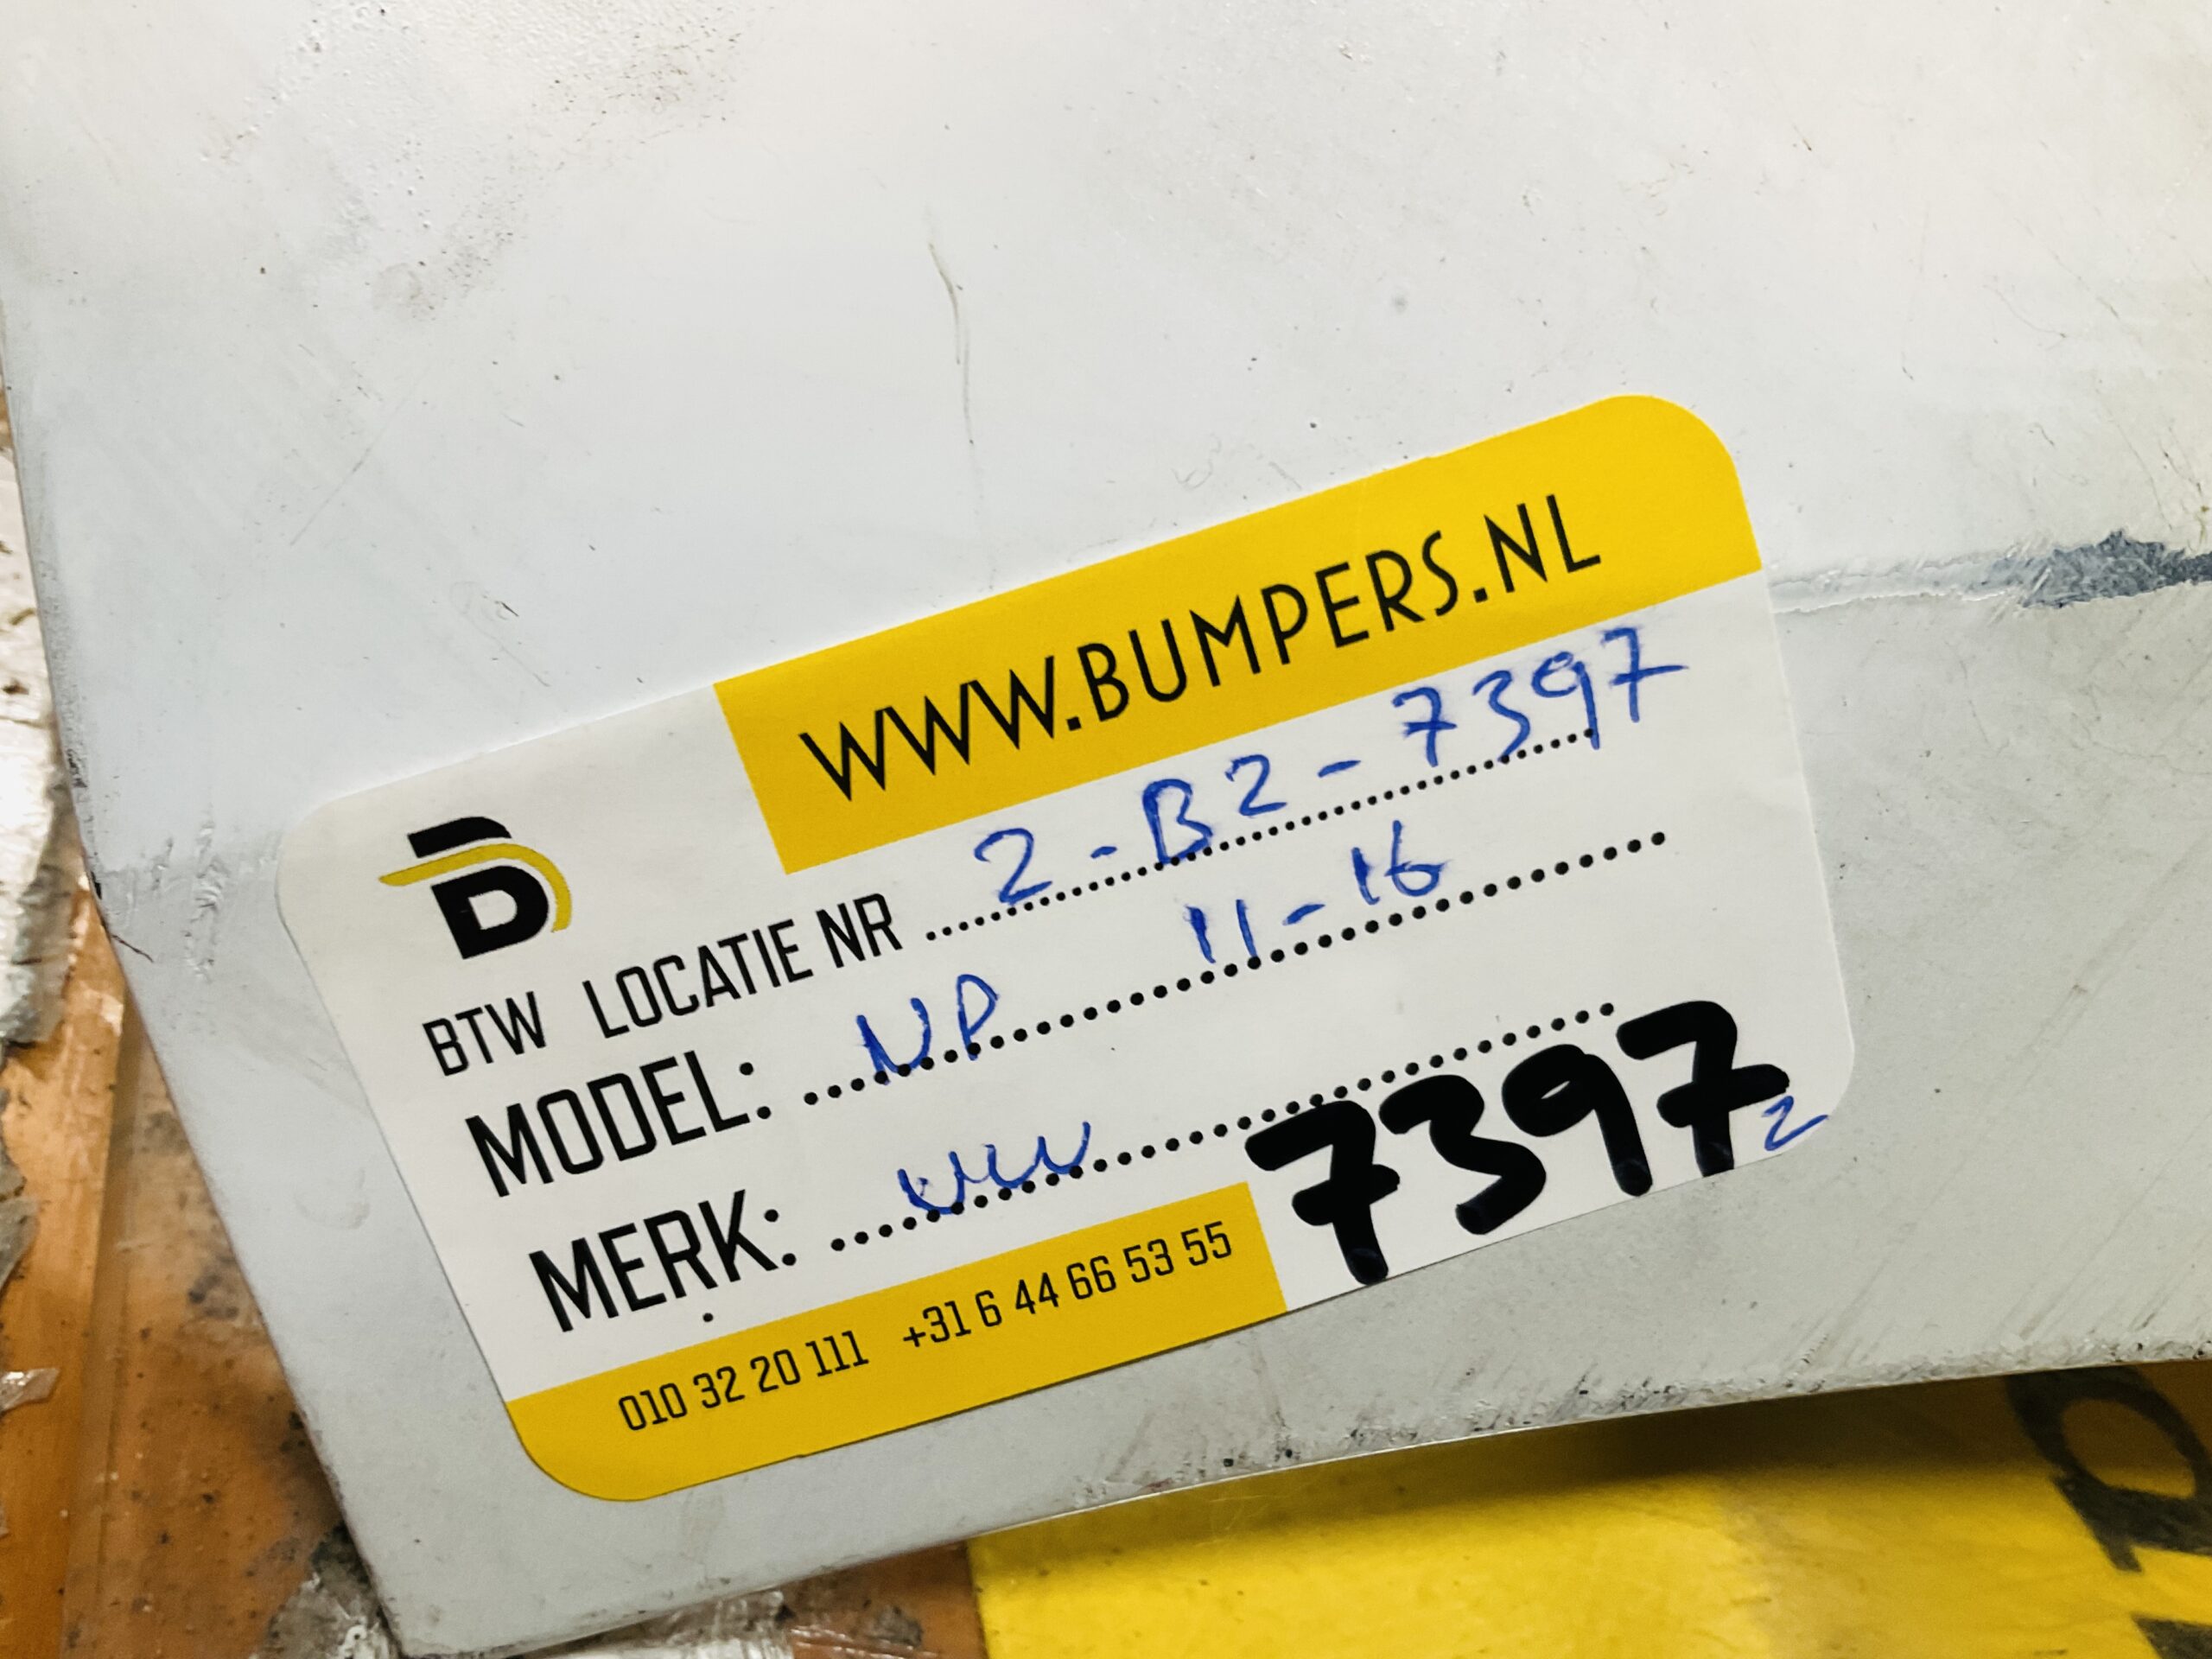 WWW.BUMPERS.NL
BTW LOCATIE NR 2-B2-7397
MODEL: UP 11-16
MERK: VW
7397 2
010 32 20 111 +31 6 44 66 53 55